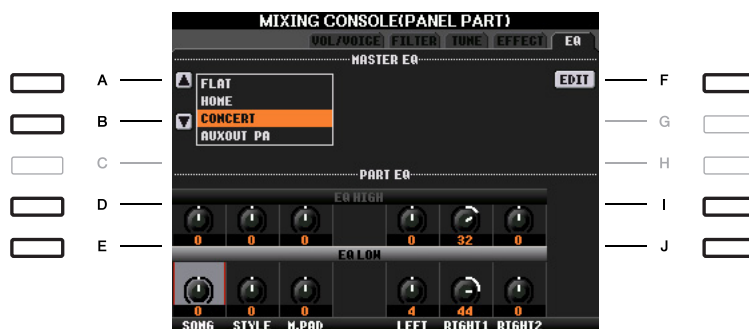 MIXING CONSOLE(PANEL PART)
VOL/VOICE FILTER TUNE EFFECT EQ
MASTER EQ
A FLAT EDIT F
HOME
B CONCERT G
AUXOUT PA
C H
PART EQ
EQ HIGH
D I
0 0 0 0 32 0
EQ LOW
E J
0 0 0 4 44 0
SONG STYLE M.PAD LEFT RIGHT1 RIGHT2